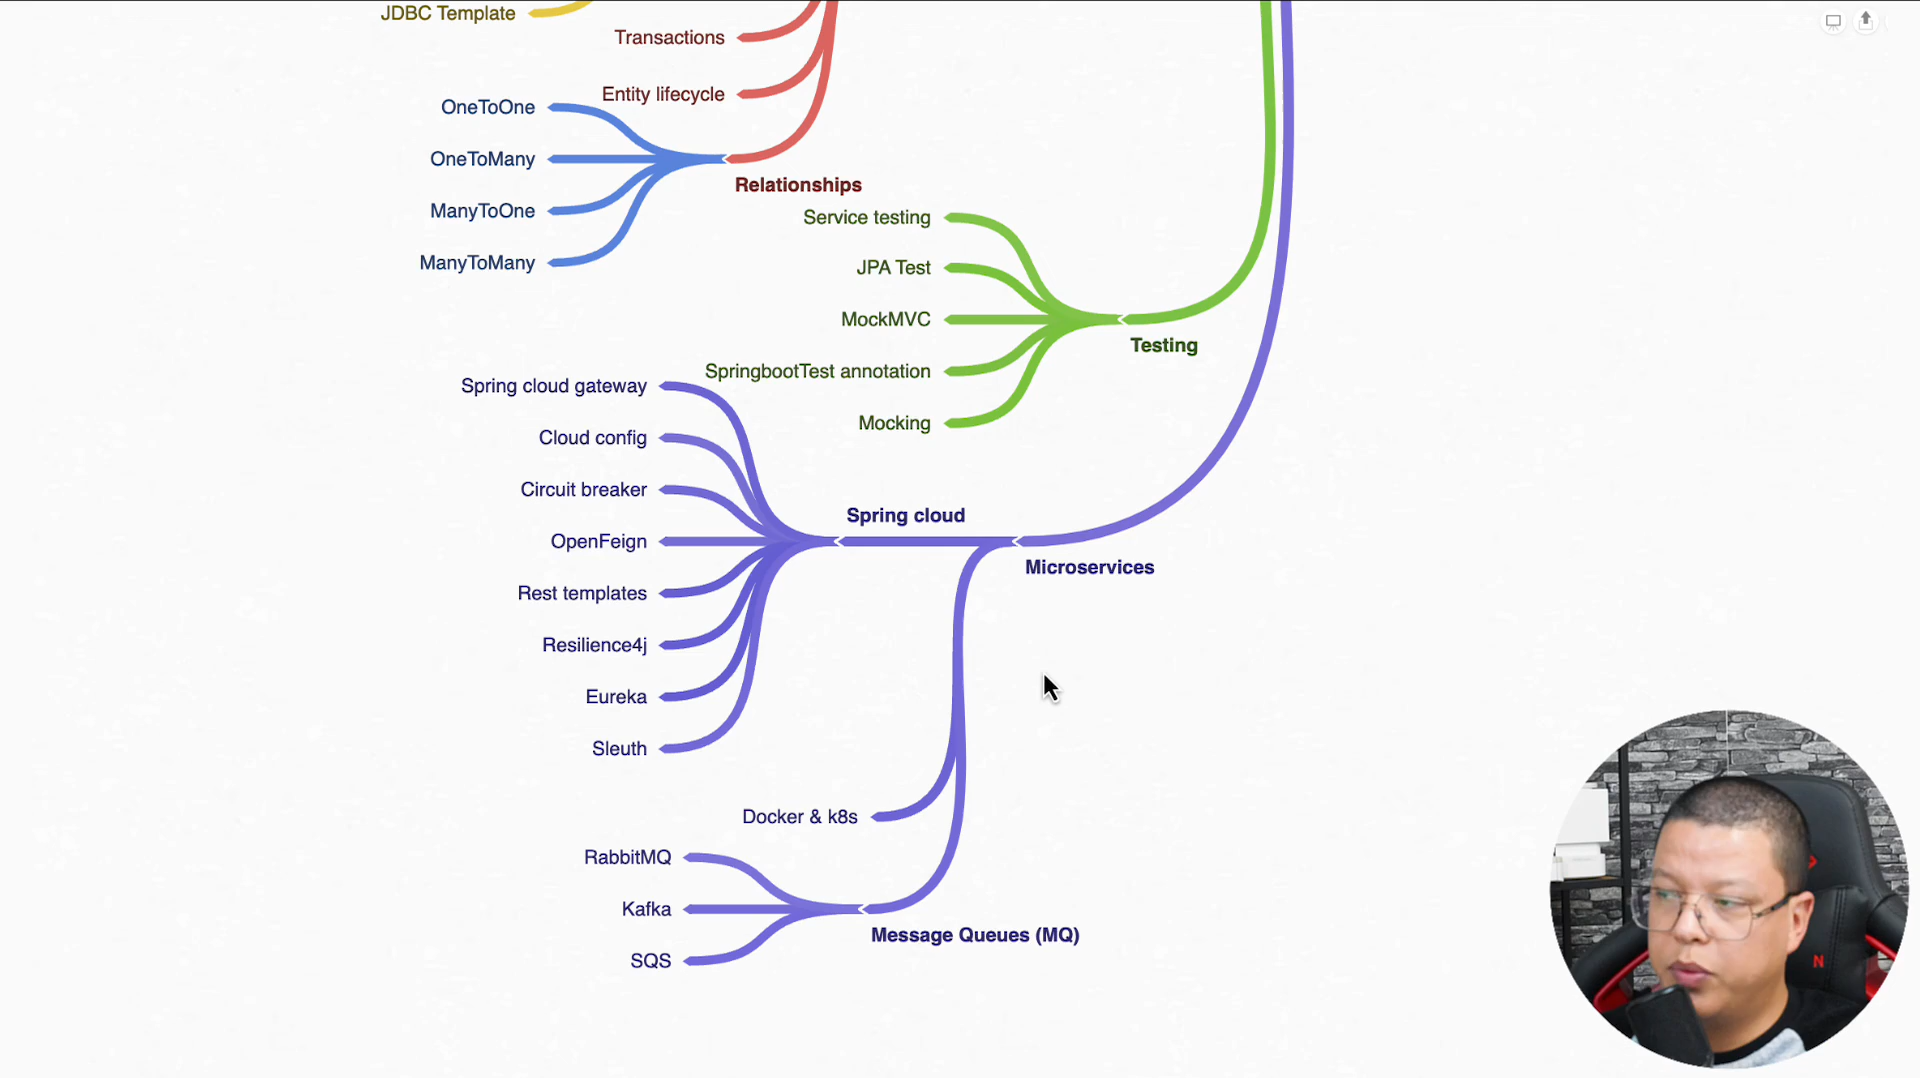 JDBC Template
Transactions
Entity lifecycle
OneToOne
OneToMany
ManyToOne
ManyToMany
Relationships
Service testing
JPA Test
MockMVC
SpringbootTest annotation
Mocking
Testing
Spring cloud gateway
Cloud config
Circuit breaker
OpenFeign
Rest templates
Resilience4j
Eureka
Sleuth
Spring cloud
Microservices
Docker & k8s
RabbitMQ
Kafka
SQS
Message Queues (MQ)
N